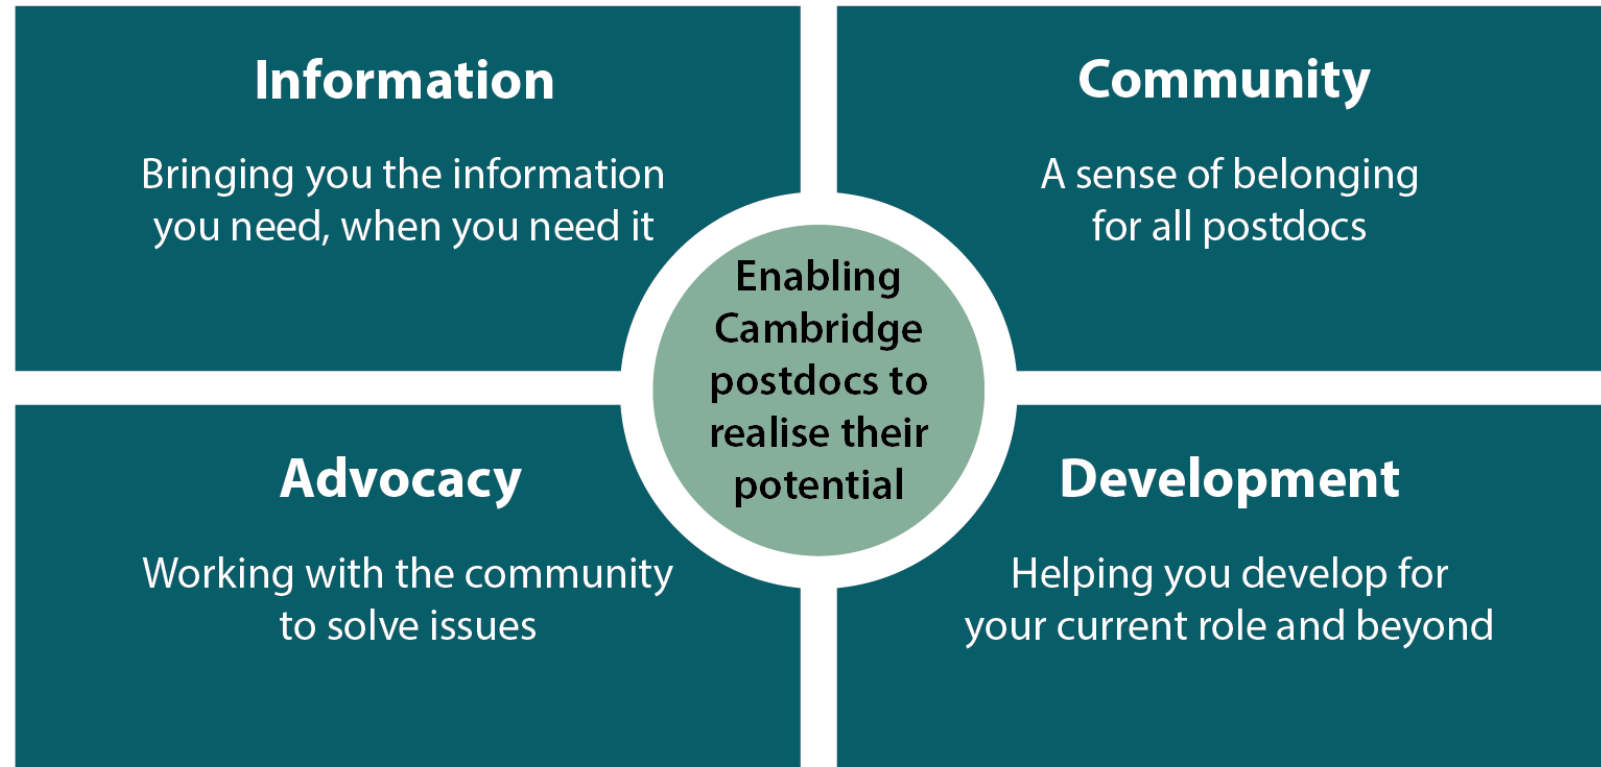 Information
Bringing you the information
you need, when you need it
Community
A sense of belonging
for all postdocs
Enabling
Cambridge
postdocs to
realise their
potential
Advocacy
Working with the community
to solve issues
Development
Helping you develop for
your current role and beyond